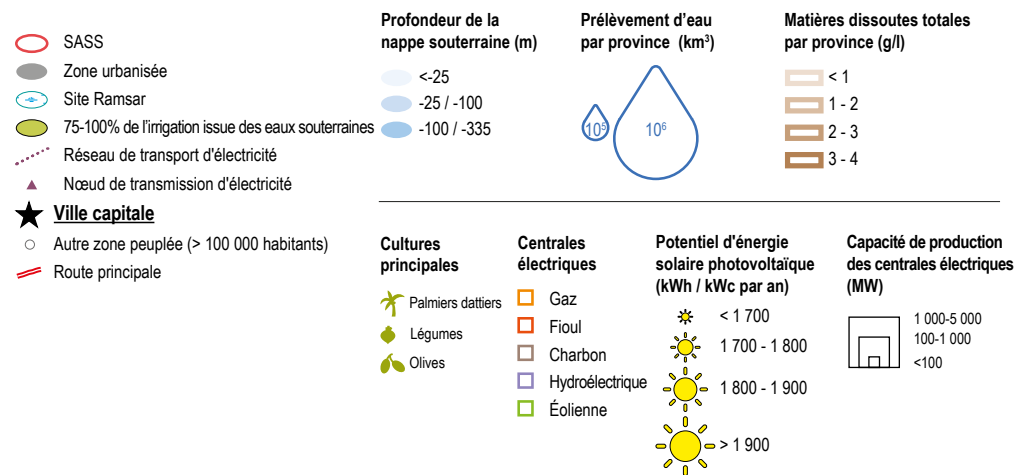 SASS
Zone urbanisée
Site Ramsar
75-100% de l'irrigation issue des eaux souterraines
Réseau de transport d'électricité
Nœud de transmission d'électricité
Ville capitale
Autre zone peuplée (> 100 000 habitants)
Route principale
Profondeur de la
nappe souterraine (m)
<-25
-25 / -100
-100 / -335
Prélèvement d'eau
par province (km³)
10⁵
10⁶
Matières dissoutes totales
par province (g/l)
< 1
1 - 2
2 - 3
3 - 4
Cultures
principales
Palmiers dattiers
Légumes
Olives
Centrales
électriques
Gaz
Fioul
Charbon
Hydroélectrique
Éolienne
Potentiel d'énergie
solaire photovoltaïque
(kWh / kWc par an)
< 1 700
1 700 - 1 800
1 800 - 1 900
> 1 900
Capacité de production
des centrales électriques
(MW)
1 000-5 000
100-1 000
<100